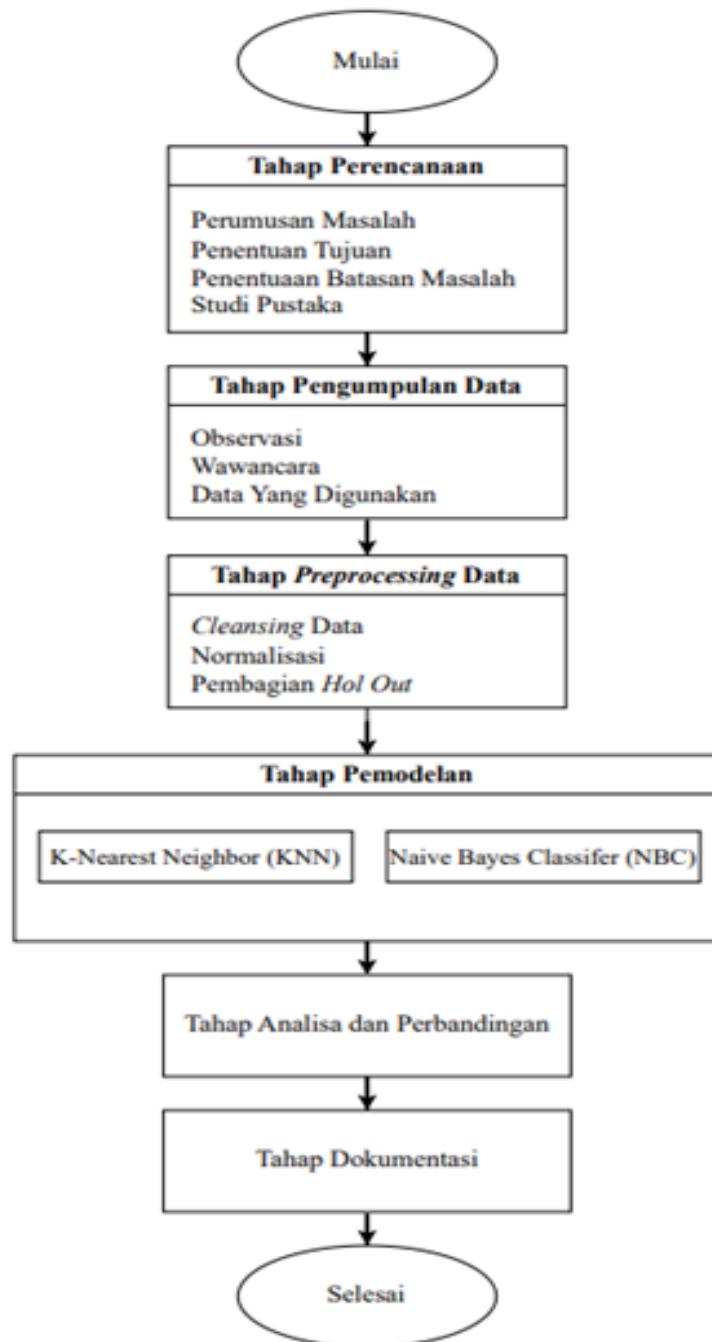 Mulai
Tahap Perencanaan
Perumusan Masalah
Penentuan Tujuan
Penentuaan Batasan Masalah
Studi Pustaka
Tahap Pengumpulan Data
Observasi
Wawancara
Data Yang Digunakan
Tahap Preprocessing Data
Cleansing Data
Normalisasi
Pembagian Hol Out
Tahap Pemodelan
K-Nearest Neighbor (KNN)
Naive Bayes Classifer (NBC)
Tahap Analisa dan Perbandingan
Tahap Dokumentasi
Selesai